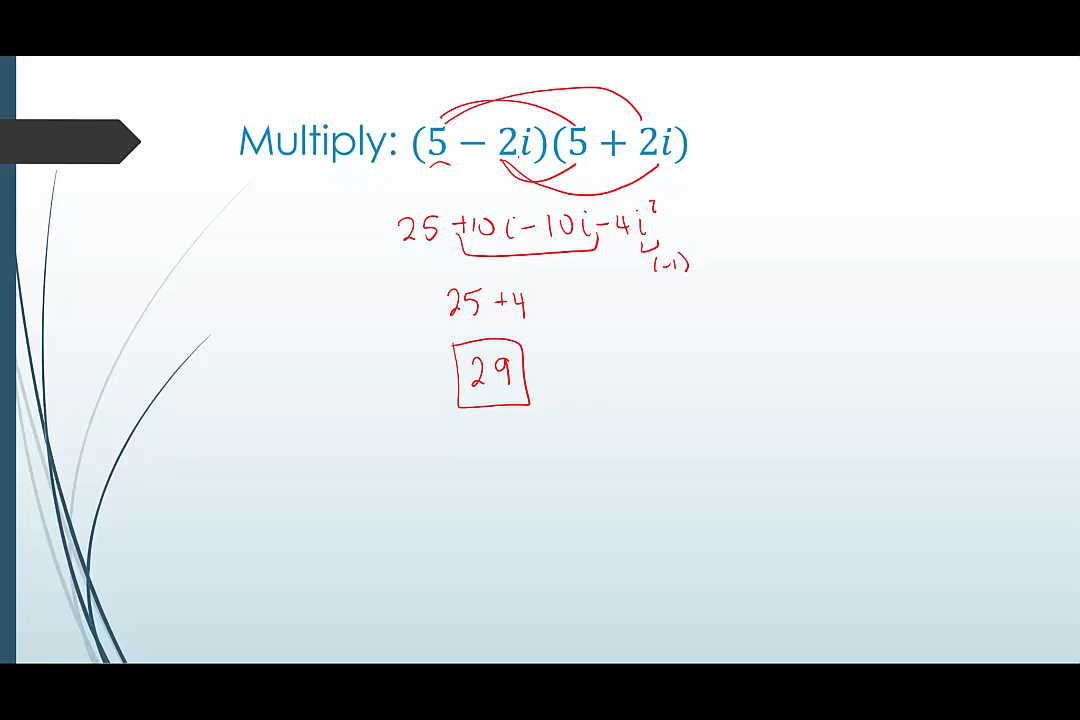 Multiply: (5 − 2i)(5 + 2i)
25 +10i − 10i − 4i²
(-1)
25 + 4
29